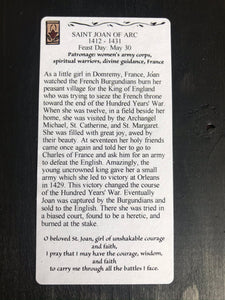 SAINT JOAN OF ARC
1412 - 1431
Feast Day May 30
Patronage: women's army corps,
spiritual warriors, divine guidance, France
As a little girl in Domremy, France, Joan
watched the French Burgundians burn her
peasant village for the King of England
who was trying to sieze the French throne
toward the end of the Hundred Years' War.
When she was twelve, in a field beside her
home, she was visited by the Archangel
Michael, St. Catherine, and St. Margaret.
She was filled with great joy, awed by
their beauty. At seventeen her holy friends
came once again and told her to go to
Charles of France and ask him for an army
to defeat the English. Amazingly, the
young uncrowned king gave her a small
army which she led to victory at Orleans
in 1429. This victory changed the course
of the Hundred Years' War. Eventually
Joan was captured by the Burgundians and
sold to the English. There she was tried in
a biased court, found to be a heretic, and
burned at the stake.
O beloved St. Joan, girl of unshakable courage
and faith,
I pray that I may have the courage, wisdom,
and faith
to carry me through all the battles I face.